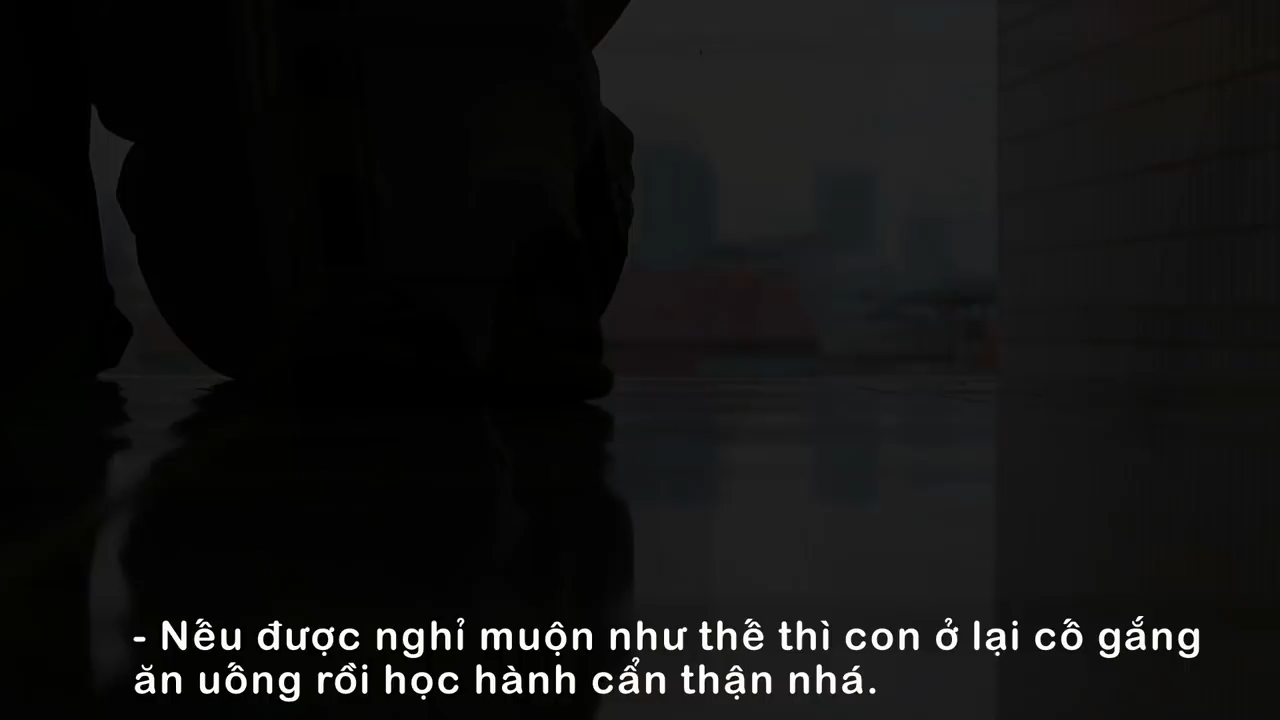 - Nếu được nghỉ muộn như thế thì con ở lại cố gắng
ăn uống rồi học hành cẩn thận nhá.